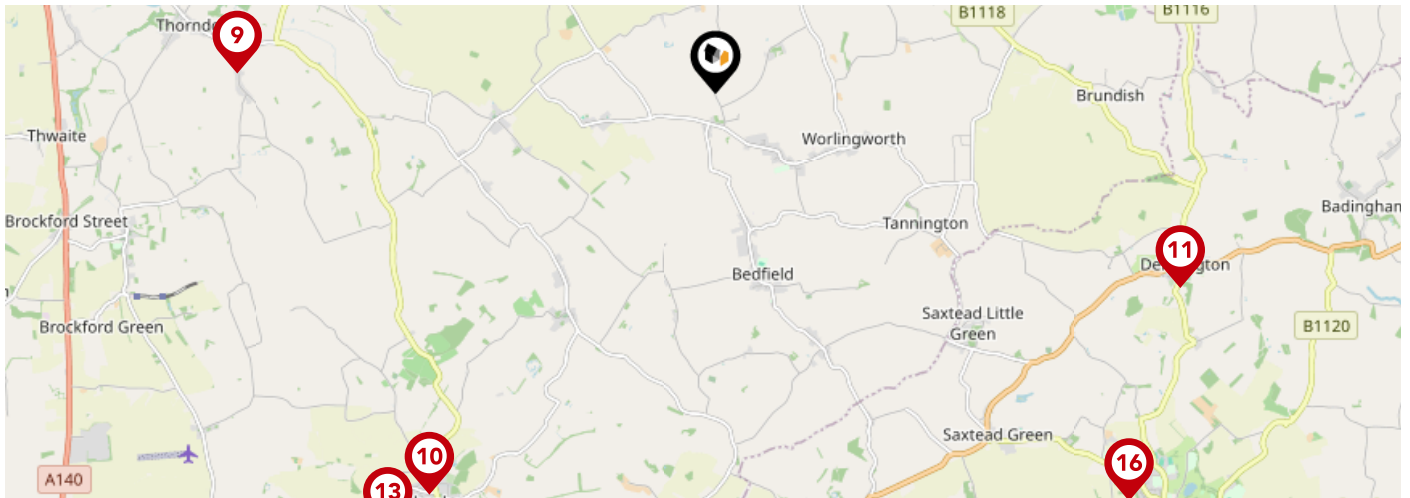 B1118
B1116
9
Brundish
Thwaite
Worlingworth
Badingham
Brockford Street
Tannington
11
Bedfield
Saxtead Little
Green
Brockford Green
B1120
Saxtead Green
10
16
A140
13